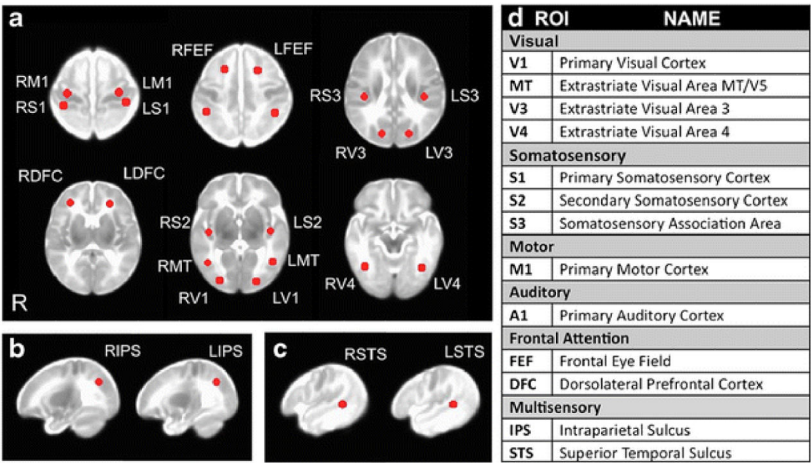 a
RFEF LFEF
RM1 LM1
RS1 LS1
RS3 LS3
RV3 LV3
RDFC LDFC
RS2 LS2
RMT LMT
RV1 LV1
RV4 LV4
R
b
RIPS LIPS
c
RSTS LSTS
d ROI NAME
Visual
V1 Primary Visual Cortex
MT Extrastriate Visual Area MT/V5
V3 Extrastriate Visual Area 3
V4 Extrastriate Visual Area 4
Somatosensory
S1 Primary Somatosensory Cortex
S2 Secondary Somatosensory Cortex
S3 Somatosensory Association Area
Motor
M1 Primary Motor Cortex
Auditory
A1 Primary Auditory Cortex
Frontal Attention
FEF Frontal Eye Field
DFC Dorsolateral Prefrontal Cortex
Multisensory
IPS Intraparietal Sulcus
STS Superior Temporal Sulcus